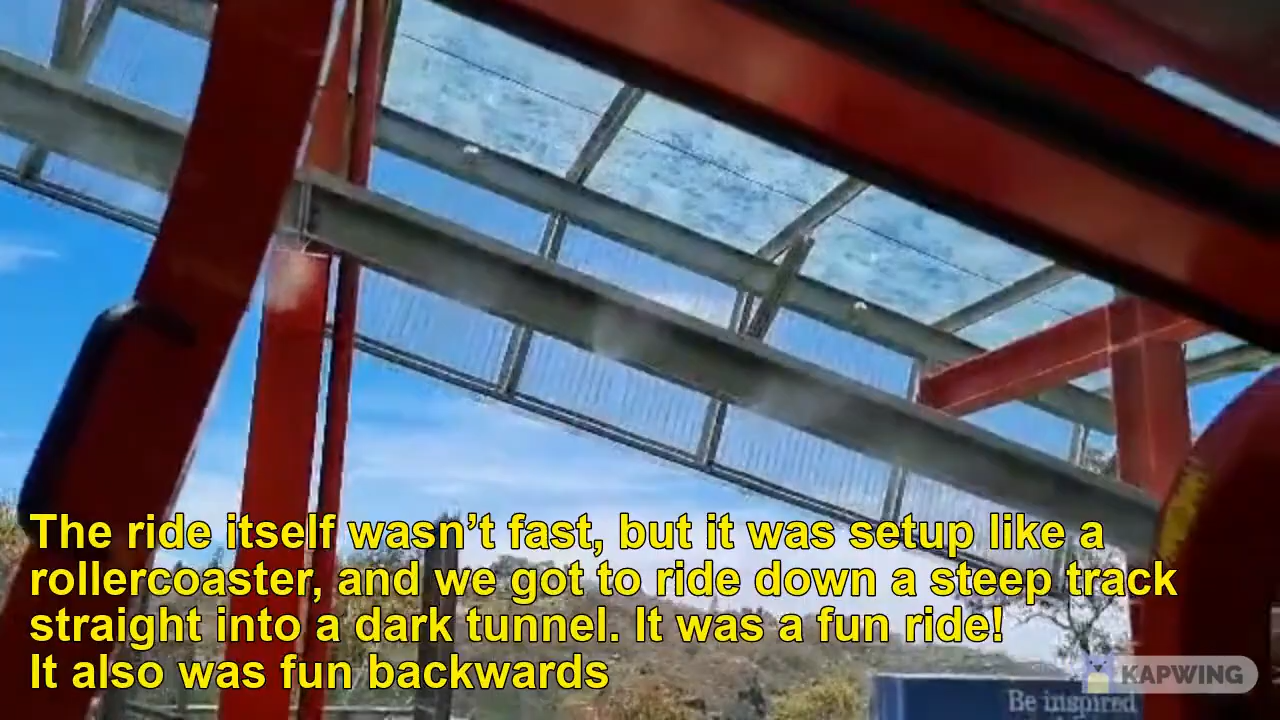 The ride itself wasn’t fast, but it was setup like a
rollercoaster, and we got to ride down a steep track
straight into a dark tunnel. It was a fun ride!
It also was fun backwards
KAPWING
Be inspired